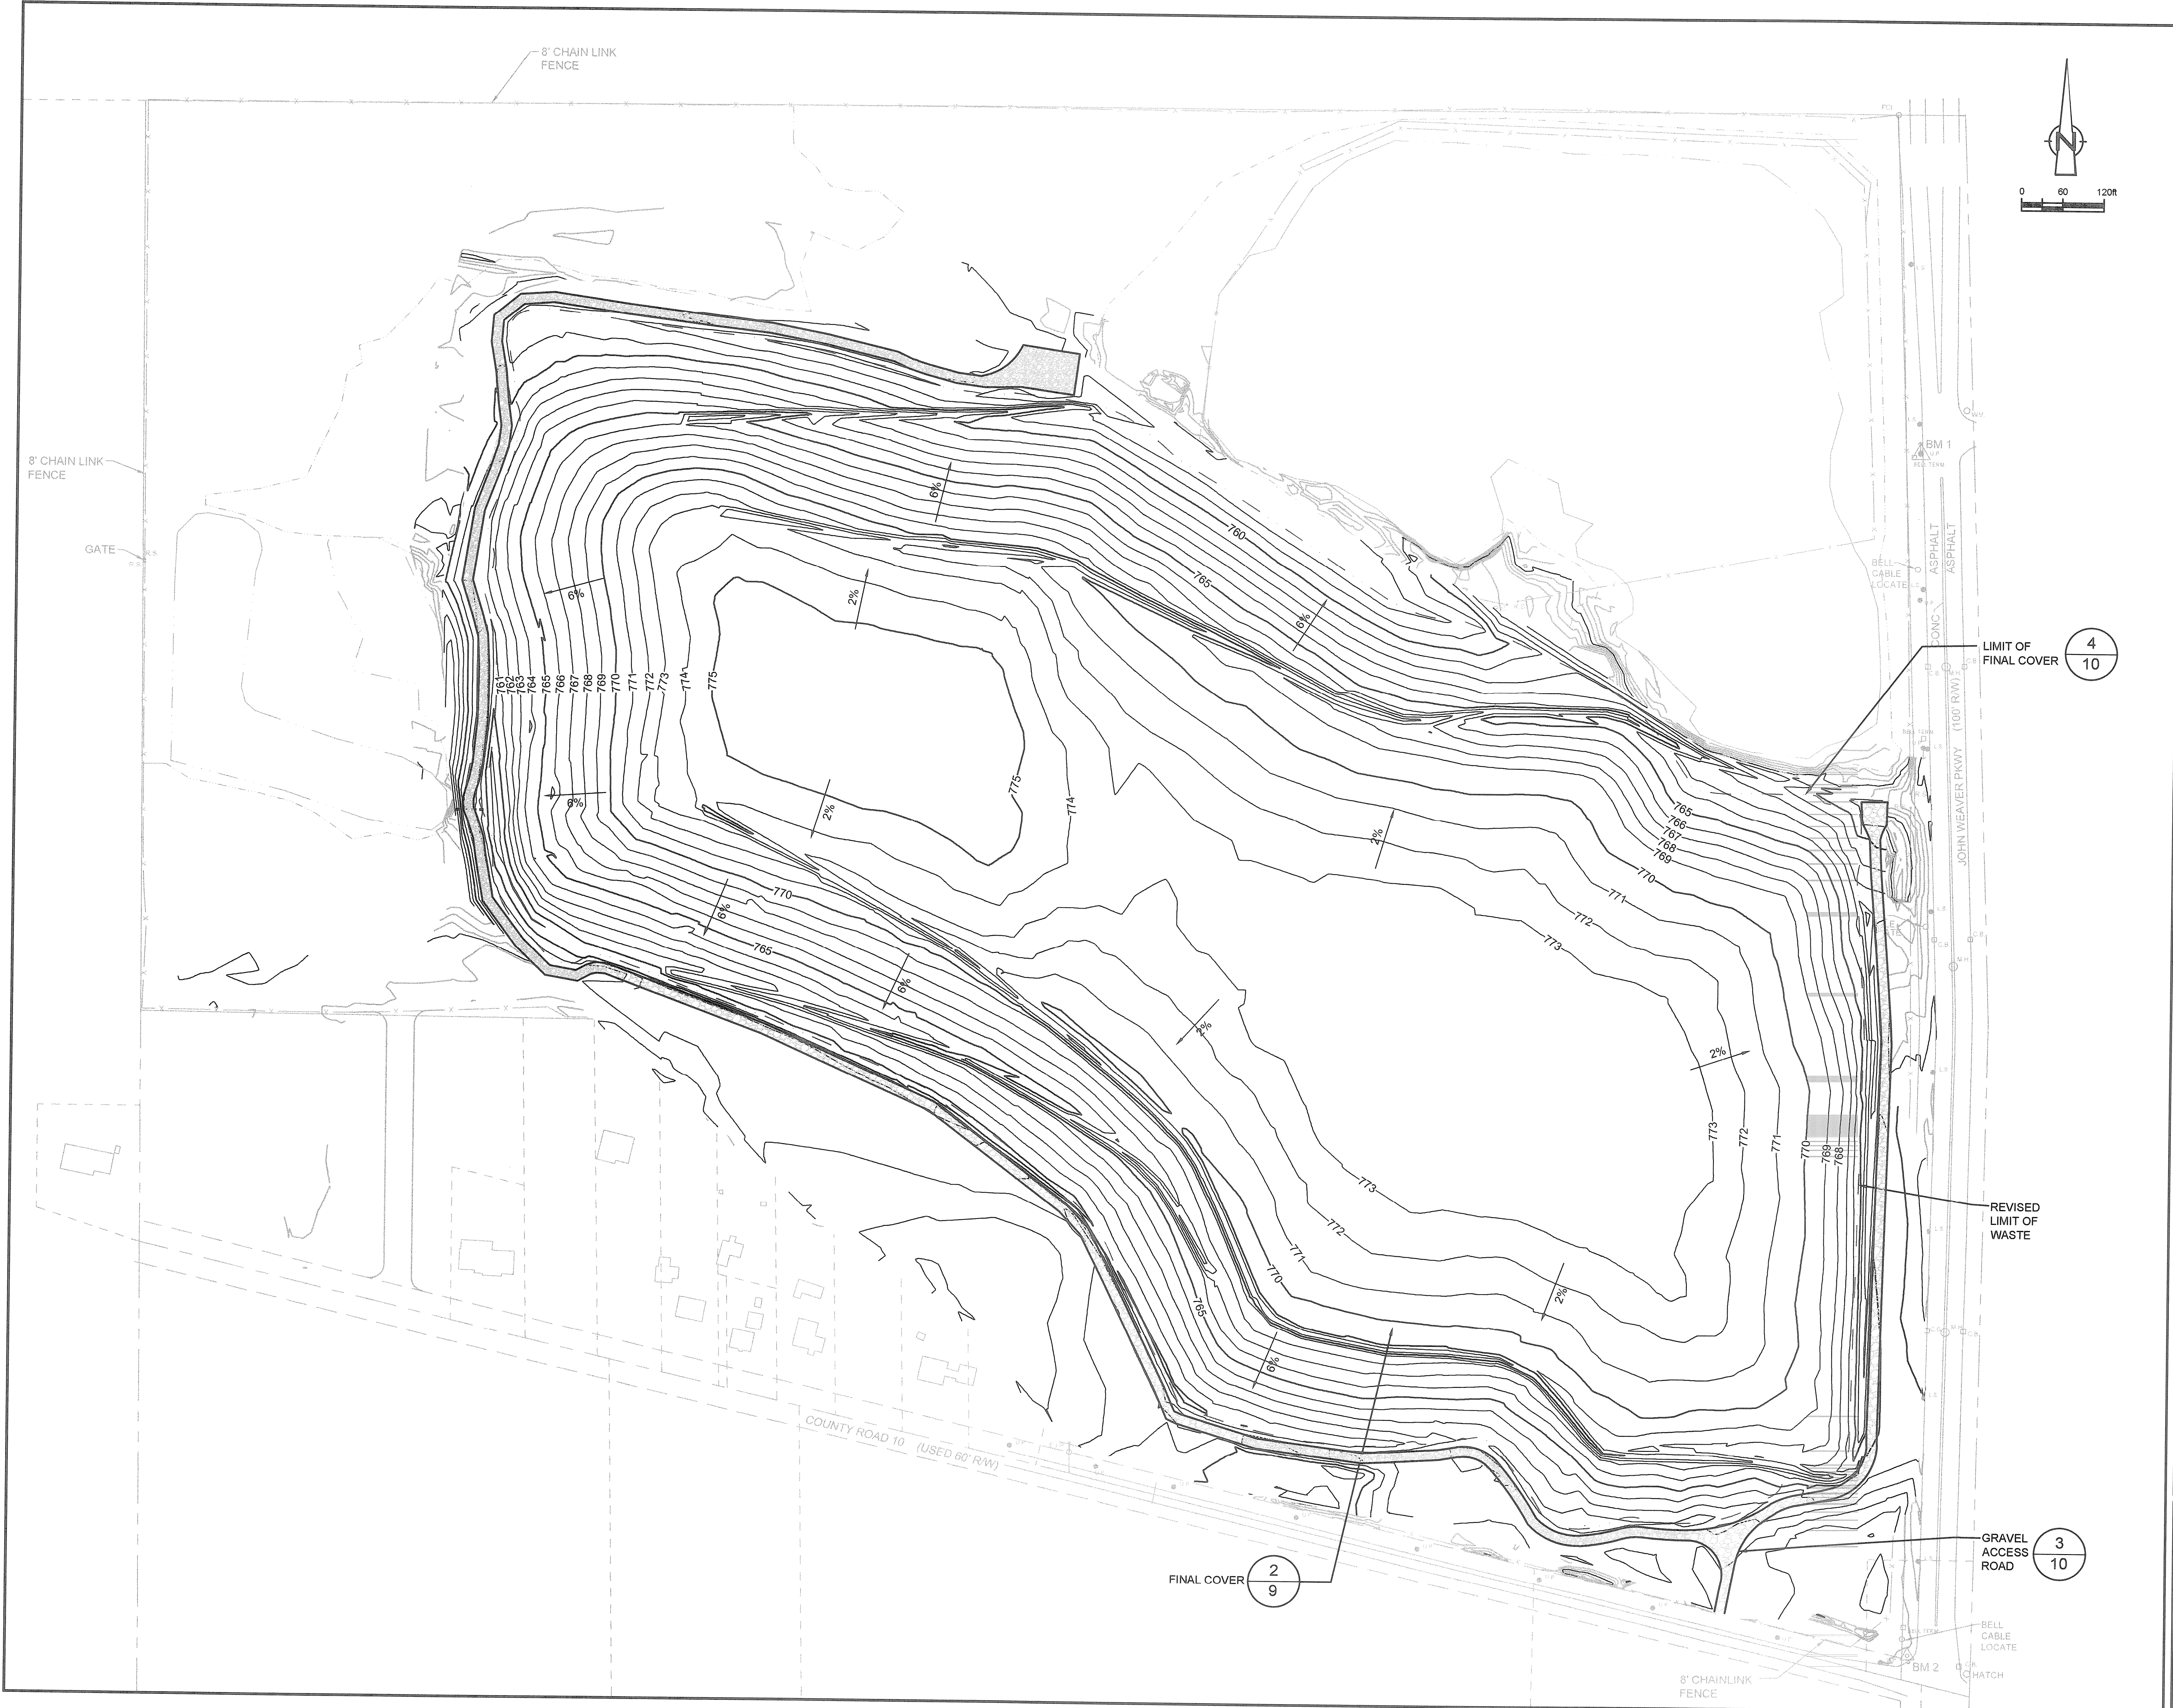 8' CHAIN LINK
FENCE
0 60 120ft
8' CHAIN LINK
FENCE
GATE
BM 1
BELL
CABLE
LOCATE
CONC.
ASPHALT
ASPHALT
JOHN WEAVER PKWY (100' R/W)
LIMIT OF
FINAL COVER
4
10
6%
760
765
6%
6%
2%
761
762
763
764
765
766
767
768
769
770
771
772
773
774
775
775
774
6%
2%
2%
765
766
767
768
769
770
771
772
773
770
6%
765
6%
2%
2%
773
772
771
770
769
768
773
772
771
770
765
6%
2%
REVISED
LIMIT OF
WASTE
COUNTY ROAD 10 (USED 60' R/W)
FINAL COVER
2
9
GRAVEL
ACCESS
ROAD
3
10
BELL
CABLE
LOCATE
BM 2
HATCH
8' CHAINLINK
FENCE